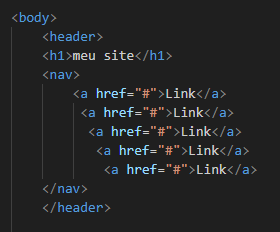 <body>
<header>
<h1>meu site</h1>
<nav>
<a href="#">Link</a>
<a href="#">Link</a>
<a href="#">Link</a>
<a href="#">Link</a>
<a href="#">Link</a>
</nav>
</header>